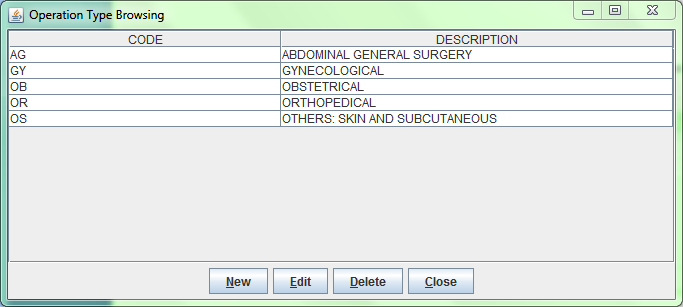 Operation Type Browsing
CODE DESCRIPTION
AG ABDOMINAL GENERAL SURGERY
GY GYNECOLOGICAL
OB OBSTETRICAL
OR ORTHOPEDICAL
OS OTHERS: SKIN AND SUBCUTANEOUS
New Edit Delete Close